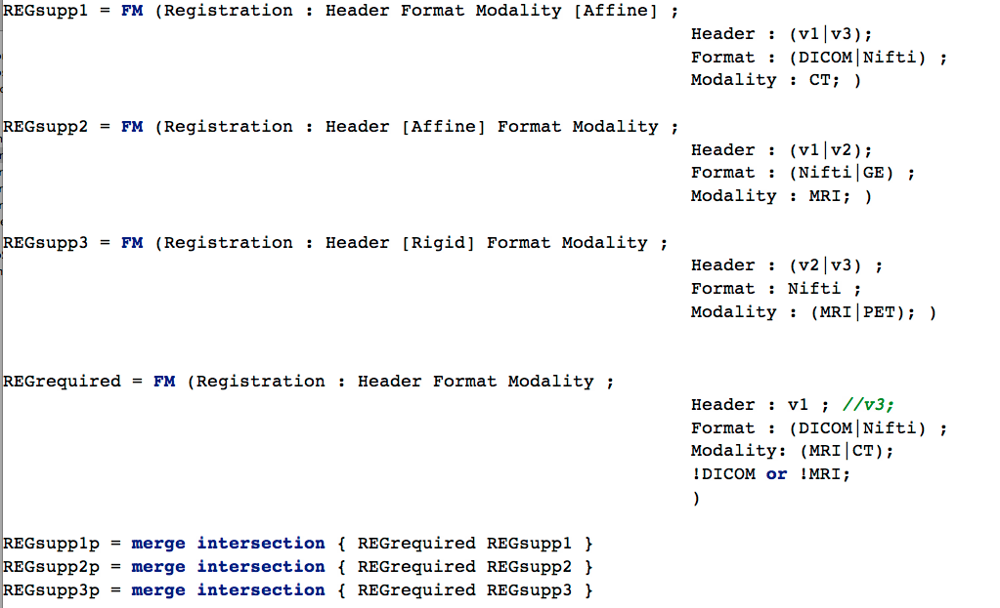 REGsupp1 = FM (Registration : Header Format Modality [Affine] ;
Header : (v1|v3);
Format : (DICOM|Nifti) ;
Modality : CT; )
REGsupp2 = FM (Registration : Header [Affine] Format Modality ;
Header : (v1|v2);
Format : (Nifti|GE) ;
Modality : MRI; )
REGsupp3 = FM (Registration : Header [Rigid] Format Modality ;
Header : (v2|v3) ;
Format : Nifti ;
Modality : (MRI|PET); )
REGrequired = FM (Registration : Header Format Modality ;
Header : v1 ; //v3;
Format : (DICOM|Nifti) ;
Modality: (MRI|CT);
!DICOM or !MRI;
)
REGsupp1p = merge intersection { REGrequired REGsupp1 }
REGsupp2p = merge intersection { REGrequired REGsupp2 }
REGsupp3p = merge intersection { REGrequired REGsupp3 }